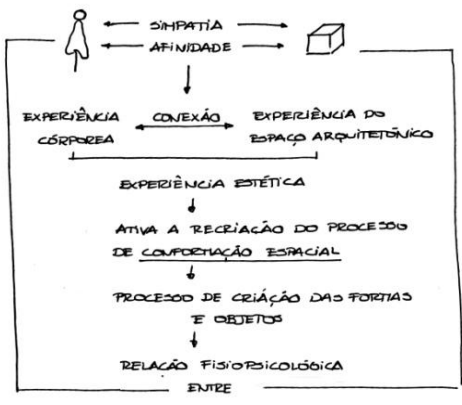 SIMPATIA
AFINIDADE
EXPERIÊNCIA CÓRPOREA
CONEXÃO
EXPERIÊNCIA DO ESPAÇO ARQUITETÔNICO
EXPERIÊNCIA ESTÉTICA
ATIVA A RECRIAÇÃO DO PROCESSO
DE CONFORMAÇÃO ESPACIAL
PROCESSO DE CRIÁÇÃO DAS FORMAS
E OBJETOS
RELAÇÃO FISIOPSICOLÓGICA
ENTRE